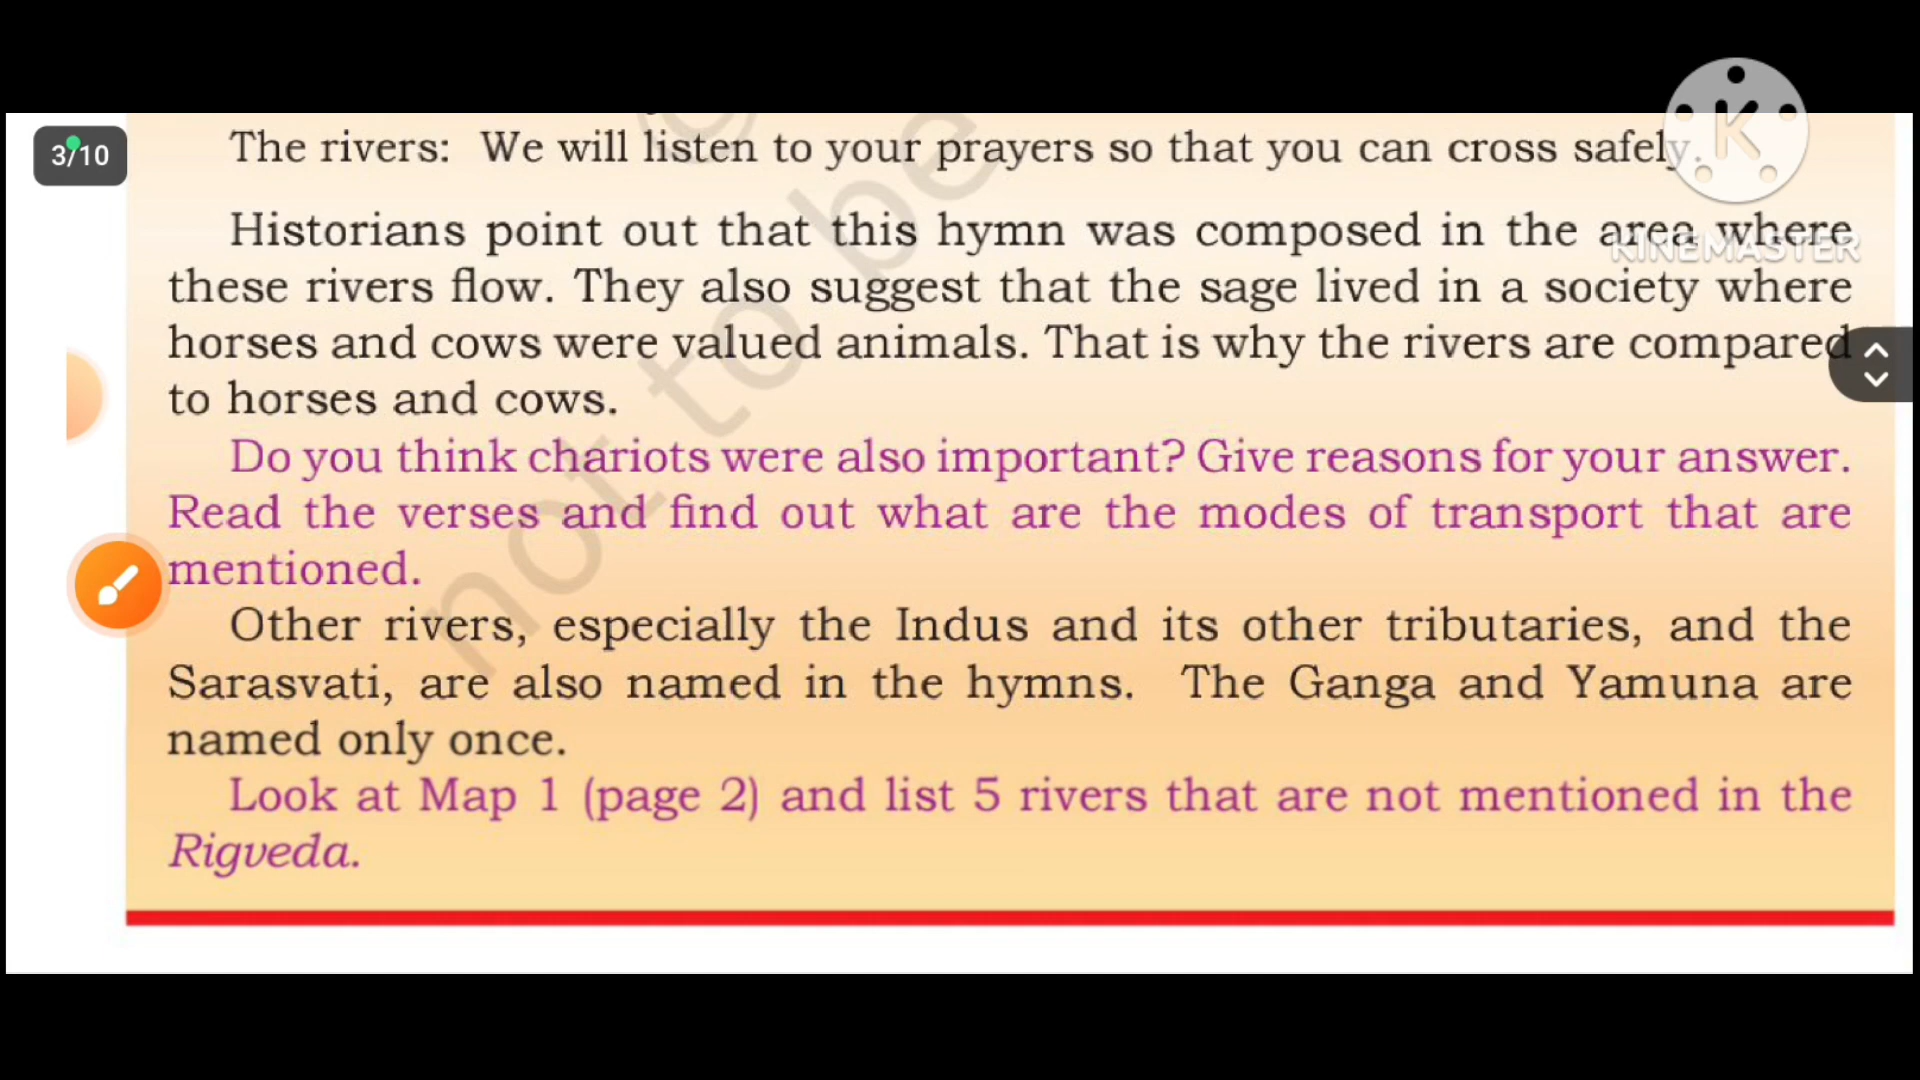 3/10
The rivers: We will listen to your prayers so that you can cross safely.
K
KINEMASTER
Historians point out that this hymn was composed in the area where
these rivers flow. They also suggest that the sage lived in a society where
horses and cows were valued animals. That is why the rivers are compared
to horses and cows.
Do you think chariots were also important? Give reasons for your answer.
Read the verses and find out what are the modes of transport that are
mentioned.
Other rivers, especially the Indus and its other tributaries, and the
Sarasvati, are also named in the hymns. The Ganga and Yamuna are
named only once.
Look at Map 1 (page 2) and list 5 rivers that are not mentioned in the
Rigveda.
not to be